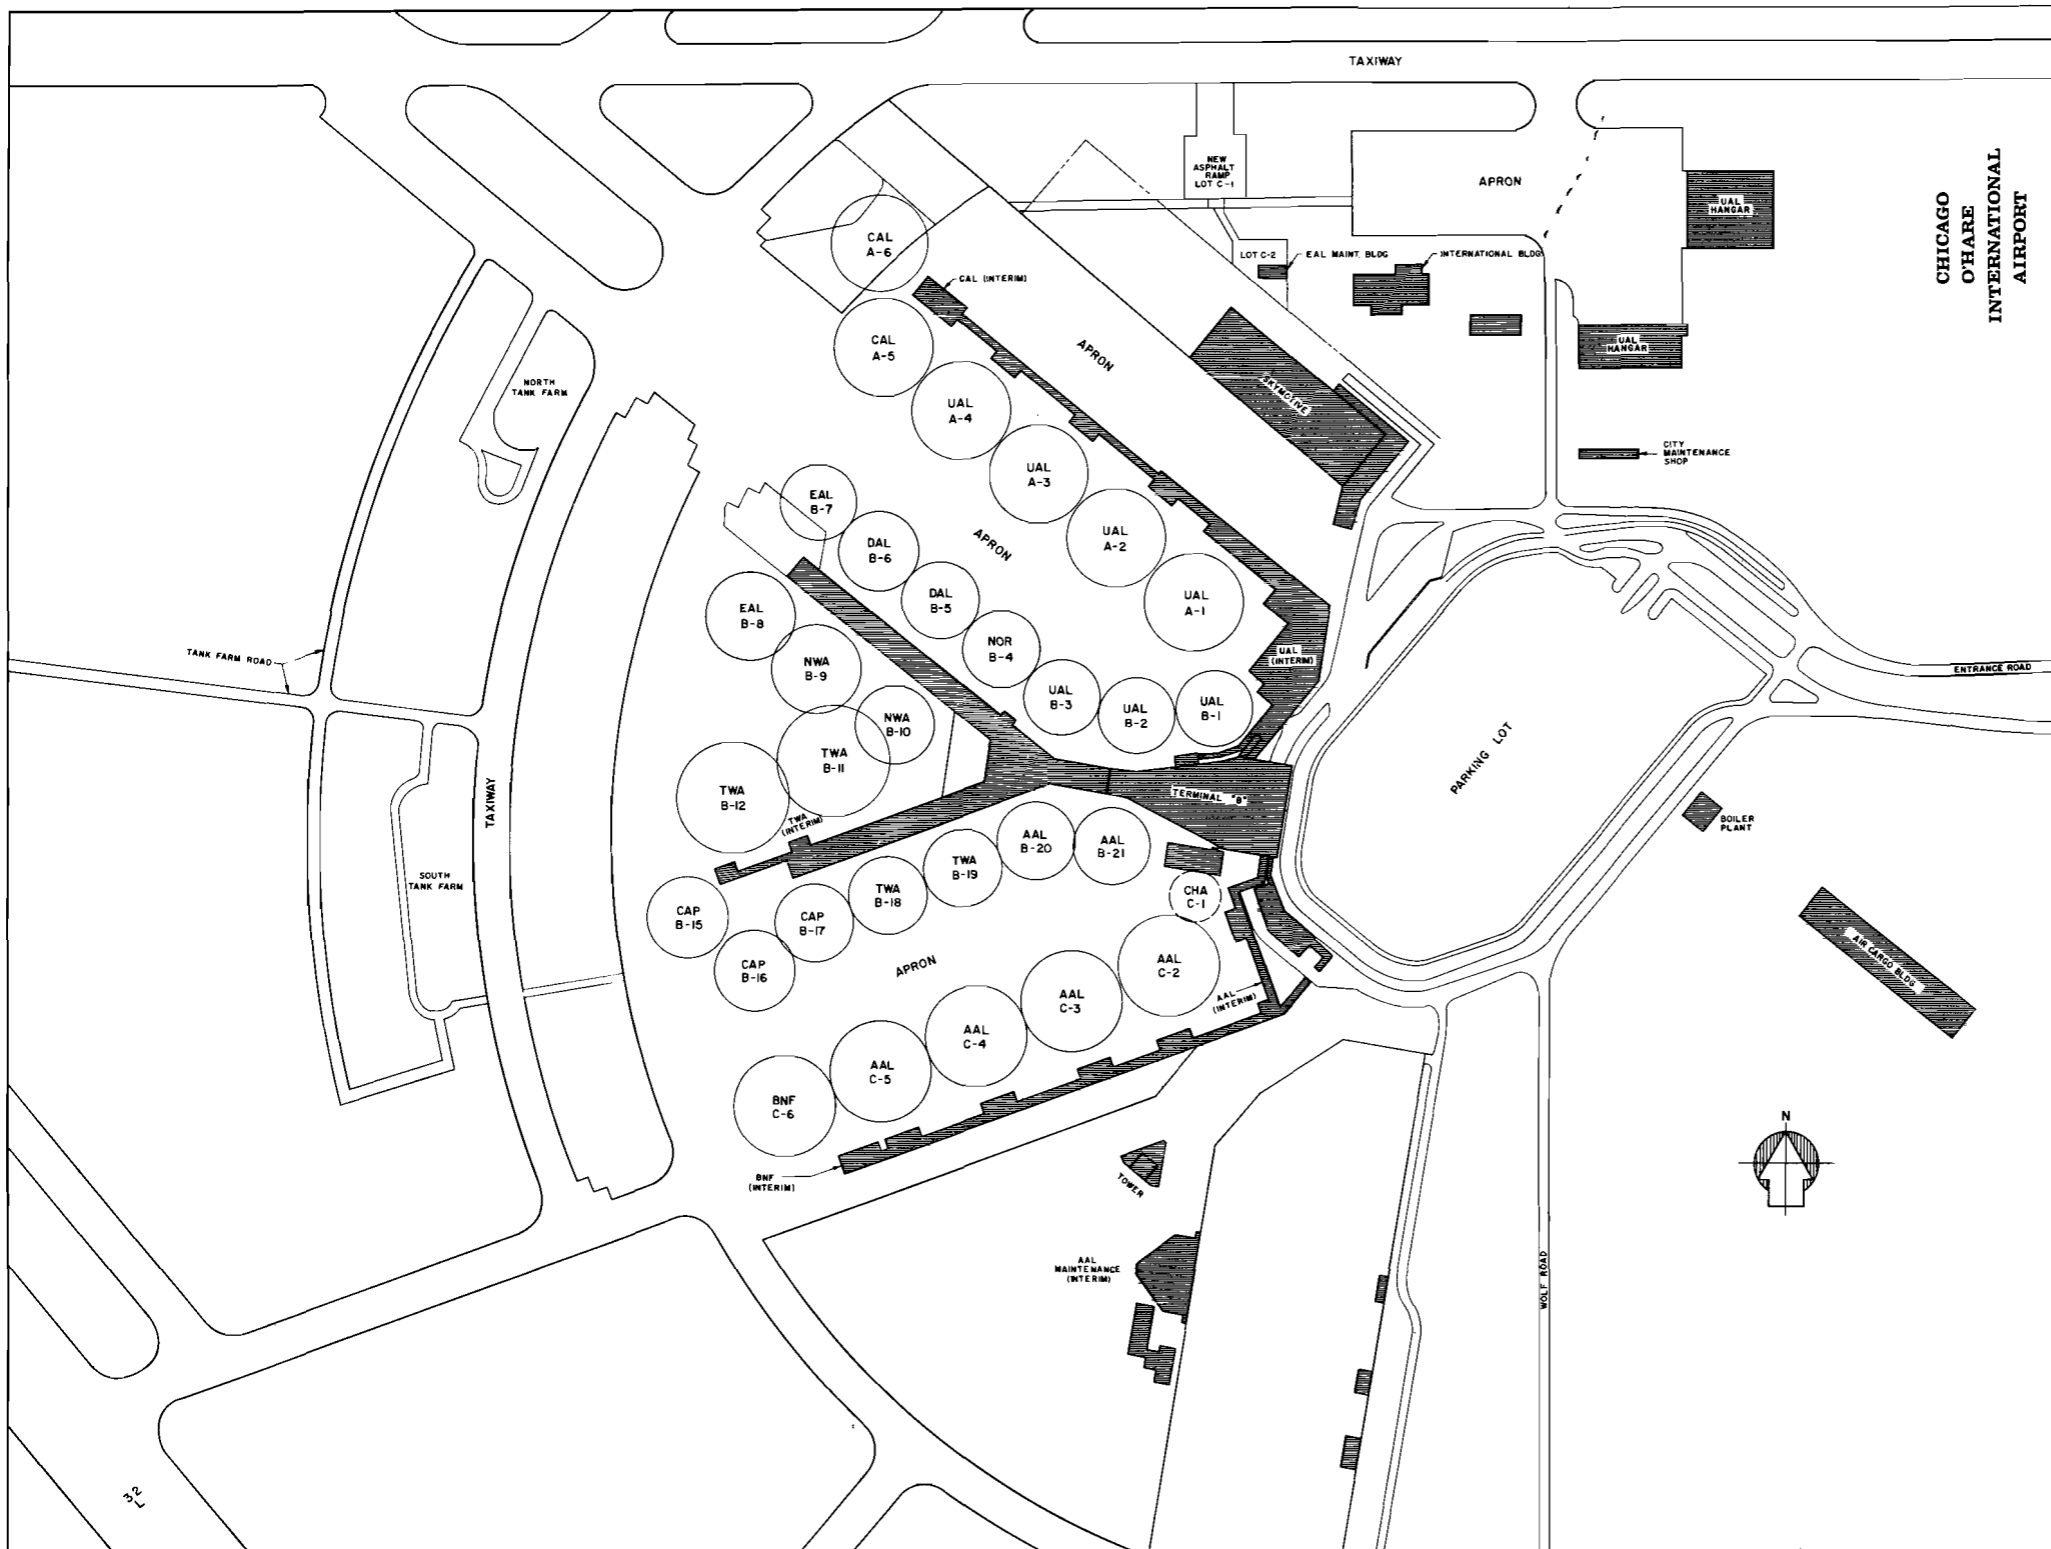 TAXIWAY
NEW
ASPHALT
RAMP
LOT C-1
APRON
UAL
HANGAR
CHICAGO
O'HARE
INTERNATIONAL
AIRPORT
CAL
A-6
LOT C-2
EAL MAINT. BLDG
INTERNATIONAL BLDG
CAL (INTERIM)
UAL
HANGAR
CAL
A-5
APRON
NORTH
TANK FARM
SKYMOTIVE
UAL
A-4
CITY
MAINTENANCE
SHOP
UAL
A-3
EAL
B-7
UAL
A-2
DAL
B-6
APRON
DAL
B-5
UAL
A-1
EAL
B-8
NOR
B-4
TANK FARM ROAD
NWA
B-9
UAL
(INTERIM)
ENTRANCE ROAD
UAL
B-3
UAL
B-2
UAL
B-1
NWA
B-10
TWA
B-11
PARKING LOT
TWA
B-12
TAXIWAY
TERMINAL "B"
TWA
(INTERIM)
BOILER
PLANT
AAL
B-20
AAL
B-21
TWA
B-19
SOUTH
TANK FARM
TWA
B-18
CHA
C-1
CAP
B-15
CAP
B-17
AIR CARGO BLDG
CAP
B-16
APRON
AAL
C-2
AAL
C-3
AAL
(INTERIM)
AAL
C-4
AAL
C-5
BNF
C-6
N
BNF
(INTERIM)
TOWER
AAL
MAINTENANCE
(INTERIM)
WOLF ROAD
32
L